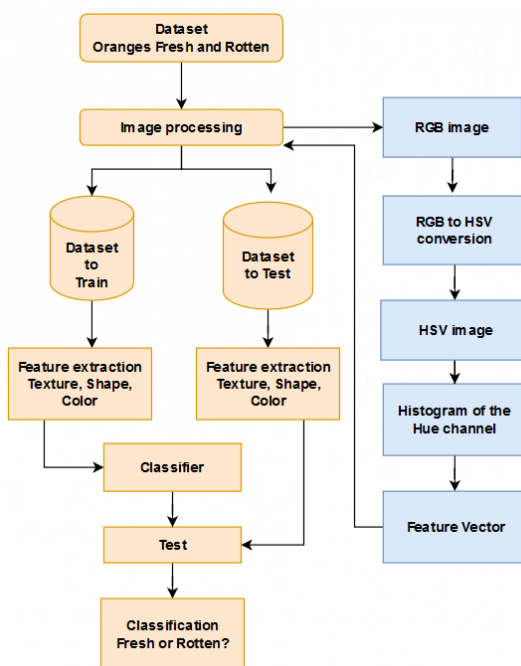 Dataset
Oranges Fresh and Rotten
Image processing
Dataset
to
Train
Dataset
to Test
Feature extraction
Texture, Shape,
Color
Feature extraction
Texture, Shape,
Color
Classifier
Test
Classification
Fresh or Rotten?
RGB image
RGB to HSV
conversion
HSV image
Histogram of the
Hue channel
Feature Vector